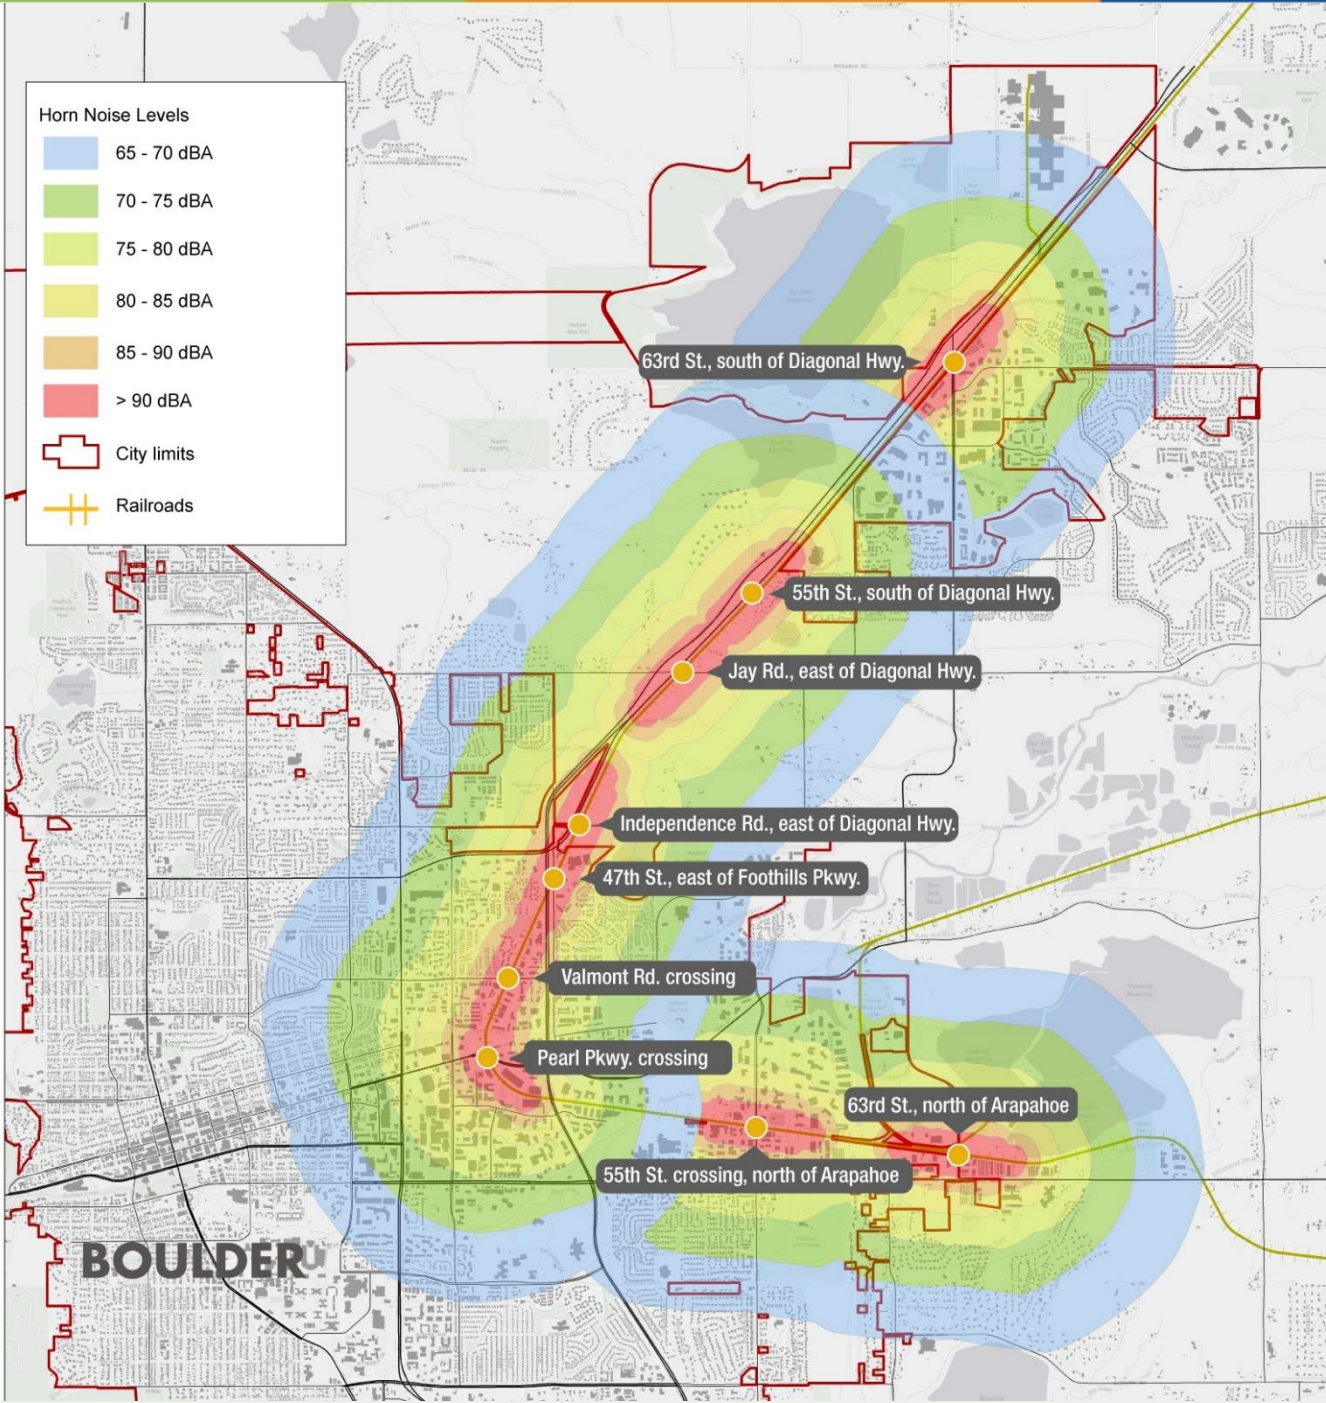 Horn Noise Levels
65 - 70 dBA
70 - 75 dBA
75 - 80 dBA
80 - 85 dBA
85 - 90 dBA
> 90 dBA
City limits
Railroads
63rd St., south of Diagonal Hwy.
55th St., south of Diagonal Hwy.
Jay Rd., east of Diagonal Hwy.
Independence Rd., east of Diagonal Hwy.
47th St., east of Foothills Pkwy.
Valmont Rd. crossing
Pearl Pkwy. crossing
63rd St., north of Arapahoe
55th St. crossing, north of Arapahoe
BOULDER